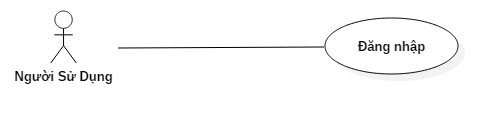 Đăng nhập
Người Sử Dụng